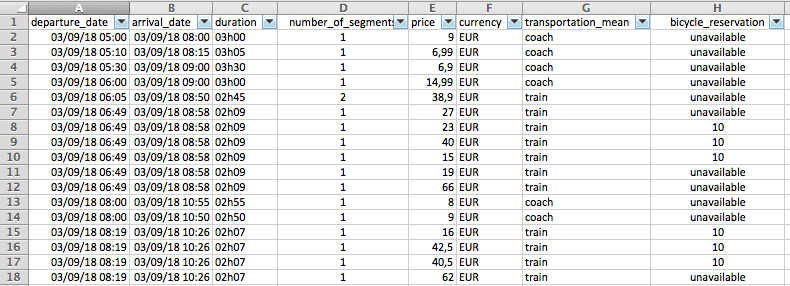 A B C D E F G H
1 departure_date arrival_date duration number_of_segments price currency transportation_mean bicycle_reservation
2 03/09/18 05:00 03/09/18 08:00 03h00 1 9 EUR coach unavailable
3 03/09/18 05:10 03/09/18 08:15 03h05 1 6,99 EUR coach unavailable
4 03/09/18 05:30 03/09/18 09:00 03h30 1 6,9 EUR coach unavailable
5 03/09/18 06:00 03/09/18 09:00 03h00 1 14,99 EUR coach unavailable
6 03/09/18 06:05 03/09/18 08:50 02h45 2 38,9 EUR train unavailable
7 03/09/18 06:49 03/09/18 08:58 02h09 1 27 EUR train unavailable
8 03/09/18 06:49 03/09/18 08:58 02h09 1 23 EUR train 10
9 03/09/18 06:49 03/09/18 08:58 02h09 1 40 EUR train 10
10 03/09/18 06:49 03/09/18 08:58 02h09 1 15 EUR train 10
11 03/09/18 06:49 03/09/18 08:58 02h09 1 19 EUR train unavailable
12 03/09/18 06:49 03/09/18 08:58 02h09 1 66 EUR train unavailable
13 03/09/18 08:00 03/09/18 10:55 02h55 1 8 EUR coach unavailable
14 03/09/18 08:00 03/09/18 10:50 02h50 1 9 EUR coach unavailable
15 03/09/18 08:19 03/09/18 10:26 02h07 1 16 EUR train 10
16 03/09/18 08:19 03/09/18 10:26 02h07 1 42,5 EUR train 10
17 03/09/18 08:19 03/09/18 10:26 02h07 1 40,5 EUR train 10
18 03/09/18 08:19 03/09/18 10:26 02h07 1 62 EUR train unavailable